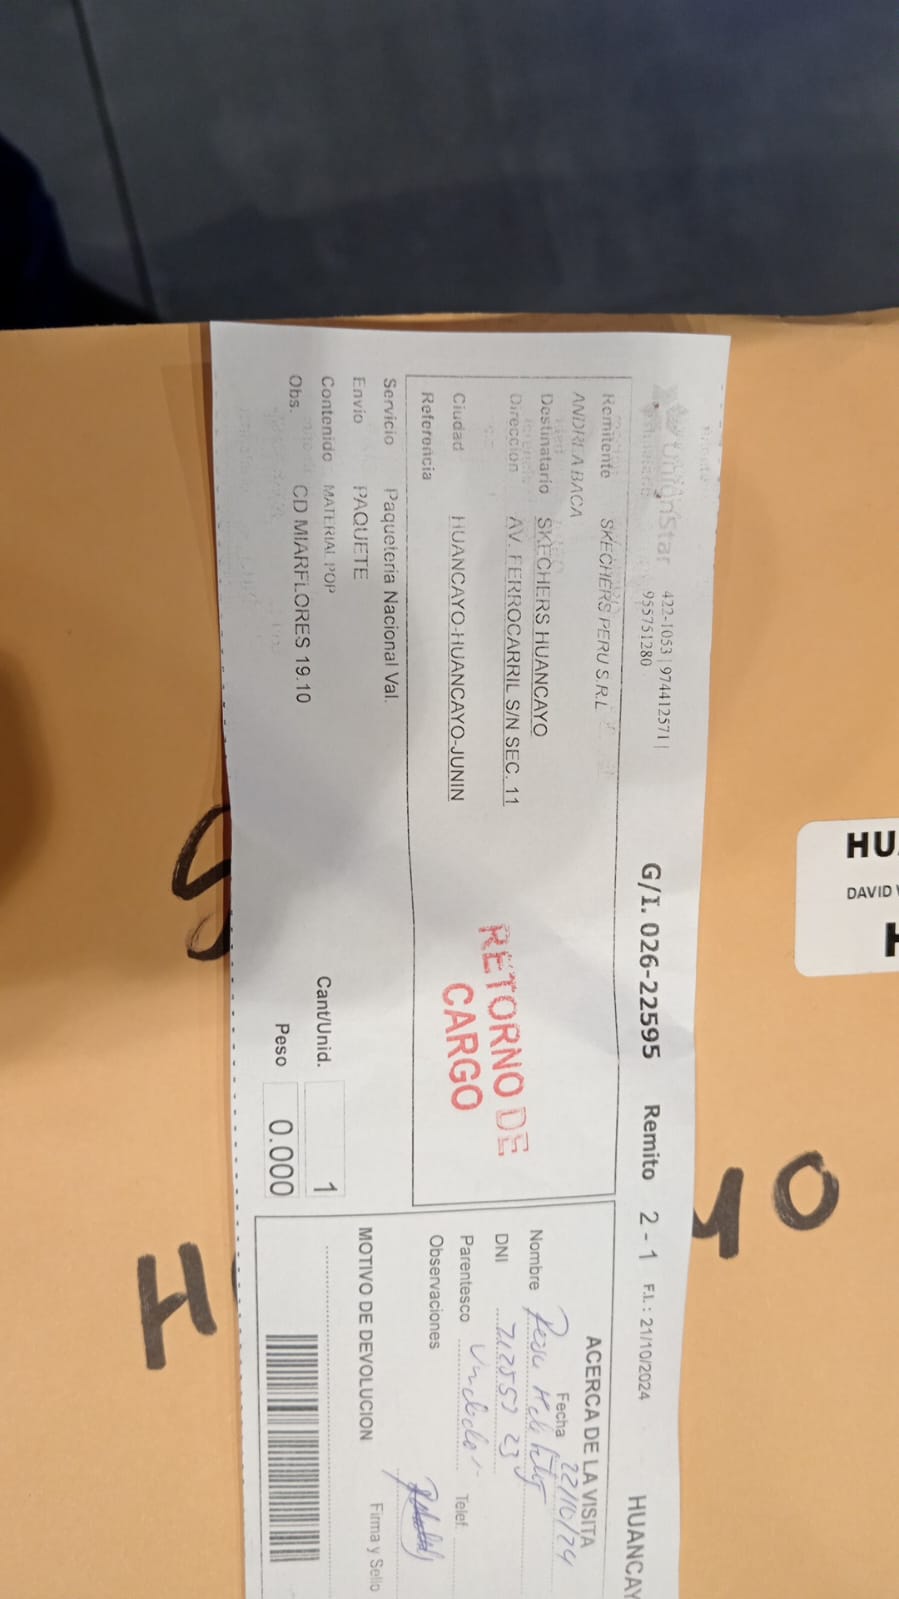 UnionStar 422-1053 | 974412571 |
955751280
G/I. 026-22595 Remito 2 - 1 F.I.: 21/10/2024 HUANCAY
Remitente SKECHERS PERU S.R.L
ANDREA BACA
Destinatario SKECHERS HUANCAYO
Dirección AV. FERROCARRIL S/N SEC. 11
Ciudad HUANCAYO-HUANCAYO-JUNIN
Referencia
RETORNO DE
CARGO
Servicio Paqueteria Nacional Val.
Envío PAQUETE
Contenido MATERIAL POP
Obs. CD MIARFLORES 19.10
Cant/Unid. 1
Peso 0.000
ACERCA DE LA VISITA
Fecha 22/10/24
Nombre
DNI
Parentesco Telef.
Observaciones
MOTIVO DE DEVOLUCION Firma y Sello
HU
DAVID
H
O